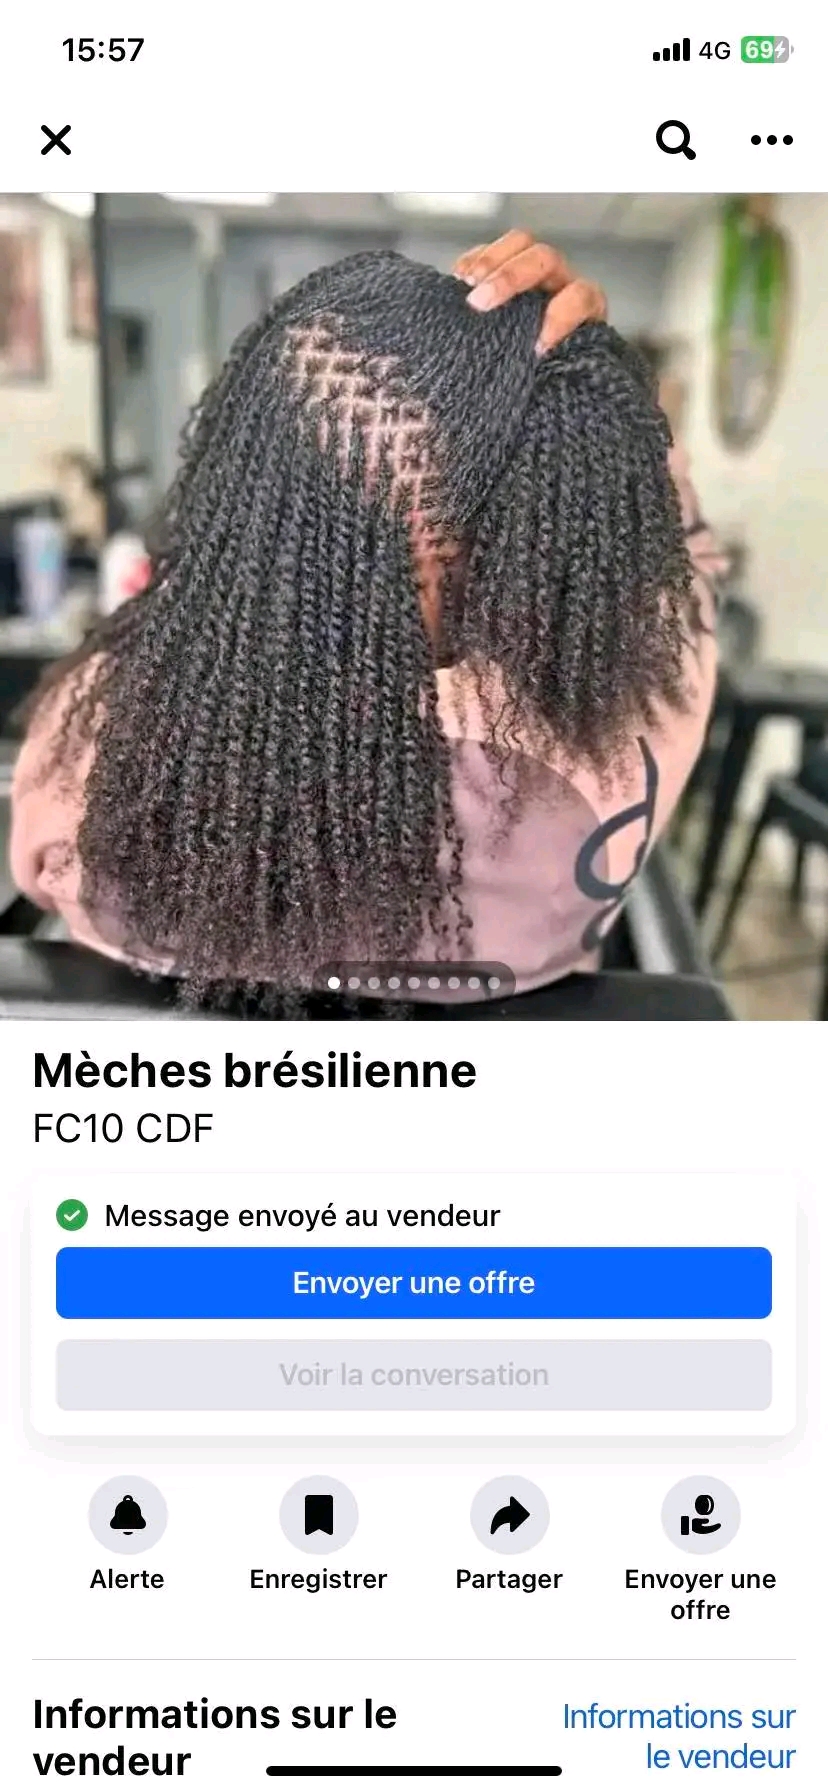 15:57
4G 69
Mèches brésilienne
FC10 CDF
Message envoyé au vendeur
Envoyer une offre
Voir la conversation
Alerte
Enregistrer
Partager
Envoyer une
offre
Informations sur le
vendeur
Informations sur
le vendeur